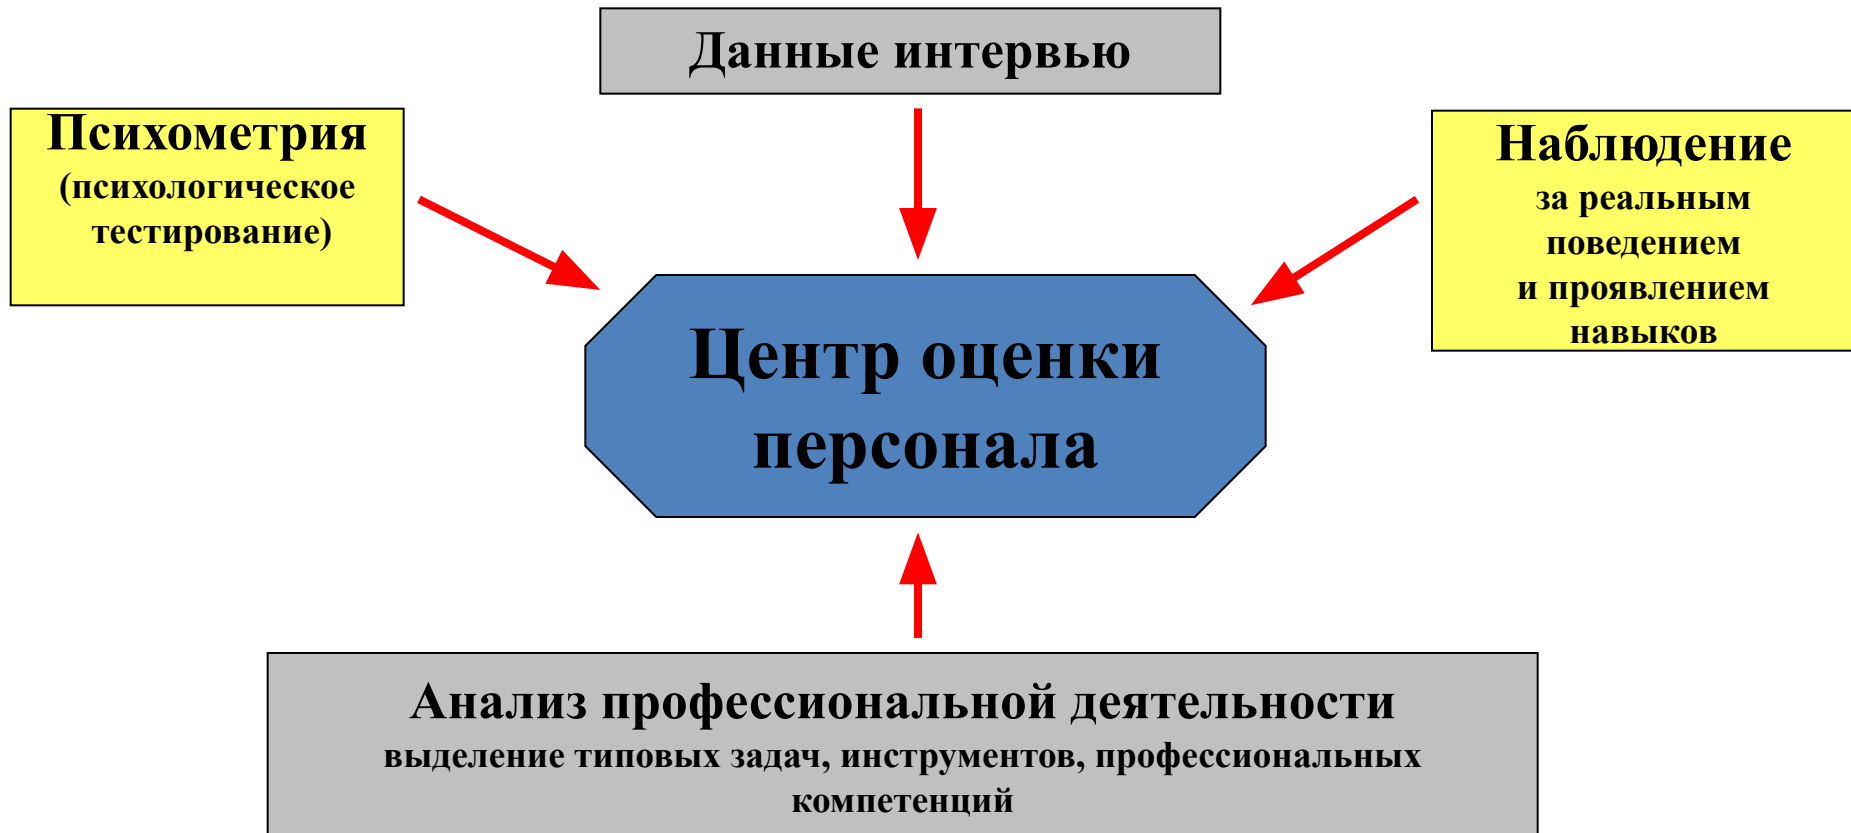 Данные интервью
Психометрия
(психологическое
тестирование)
Наблюдение
за реальным
поведением
и проявлением
навыков
Центр оценки
персонала
Анализ профессиональной деятельности
выделение типовых задач, инструментов, профессиональных
компетенций